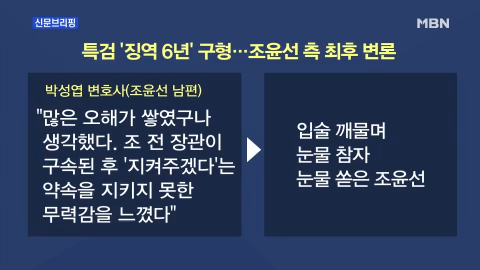 신문브리핑
MBN
특검 '징역 6년' 구형…조윤선 측 최후 변론
박성엽 변호사(조윤선 남편)
"많은 오해가 쌓였구나
생각했다. 조 전 장관이
구속된 후 '지켜주겠다'는
약속을 지키지 못한
무력감을 느꼈다"
입술 깨물며
눈물 참자
눈물 쏟은 조윤선